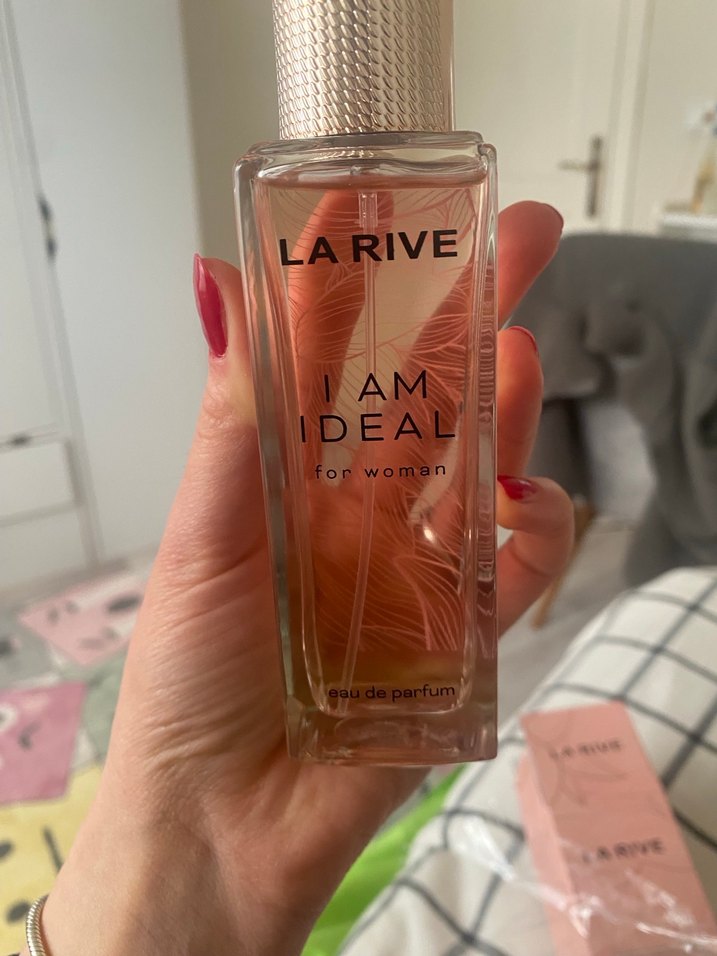 LA RIVE
I AM
IDEAL
for woman
eau de parfum
LA RIVE
LA RIVE